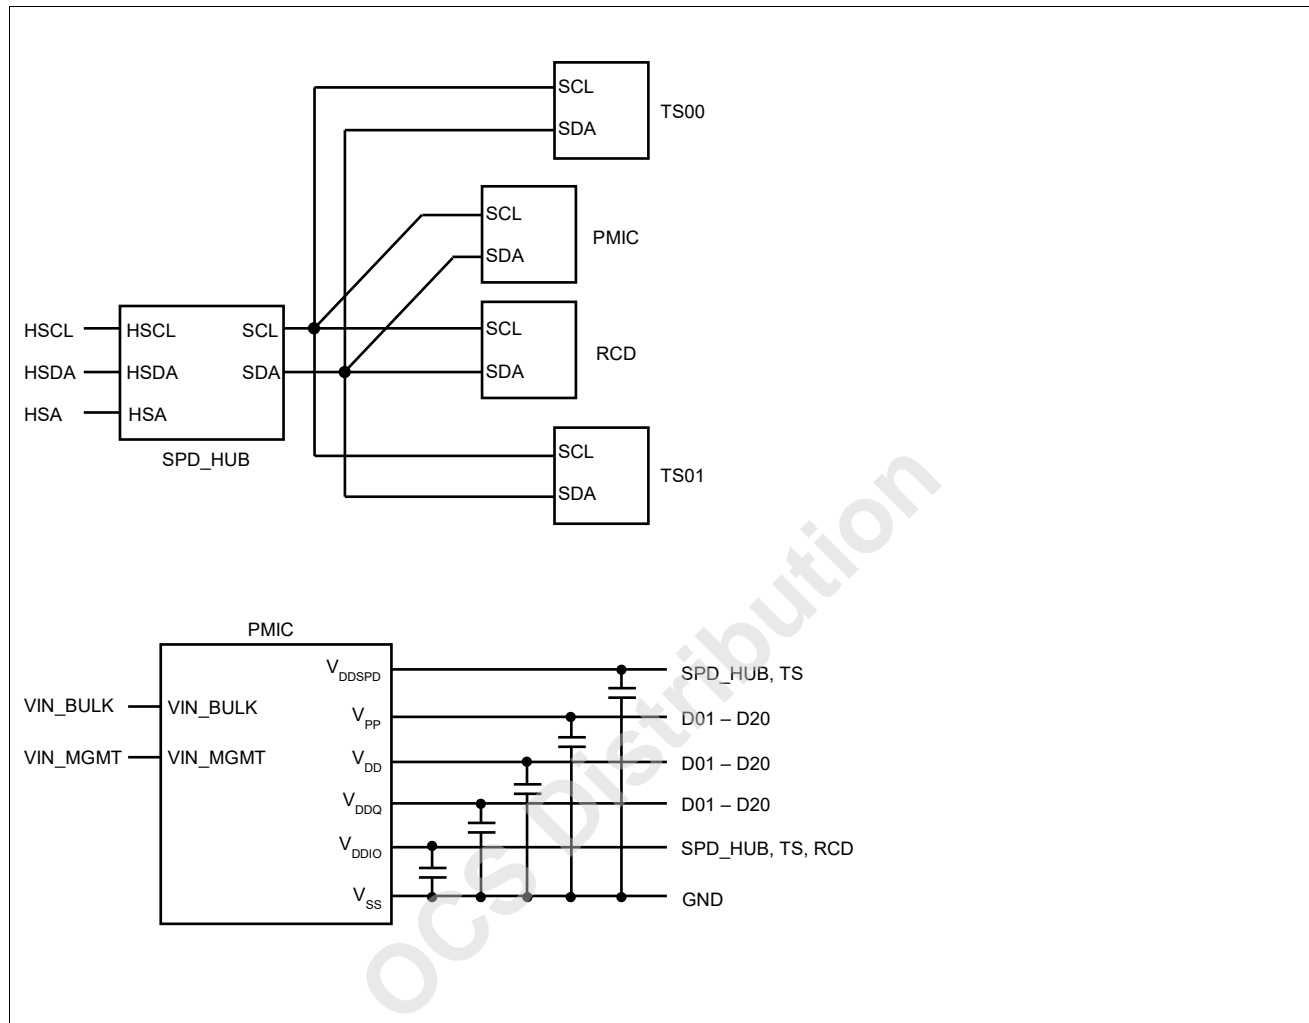 SCL
TS00
SDA
SCL
PMIC
SDA
HSCL HSCL SCL
SCL
RCD
HSDA HSDA SDA
SDA
HSA HSA
SPD_HUB
SCL
TS01
SDA
PMIC
VDDSPD SPD_HUB, TS
VIN_BULK VIN_BULK
VPP D01 – D20
VIN_MGMT VIN_MGMT
VDD D01 – D20
VDDQ D01 – D20
VDDIO SPD_HUB, TS, RCD
VSS GND
OCS Distribution